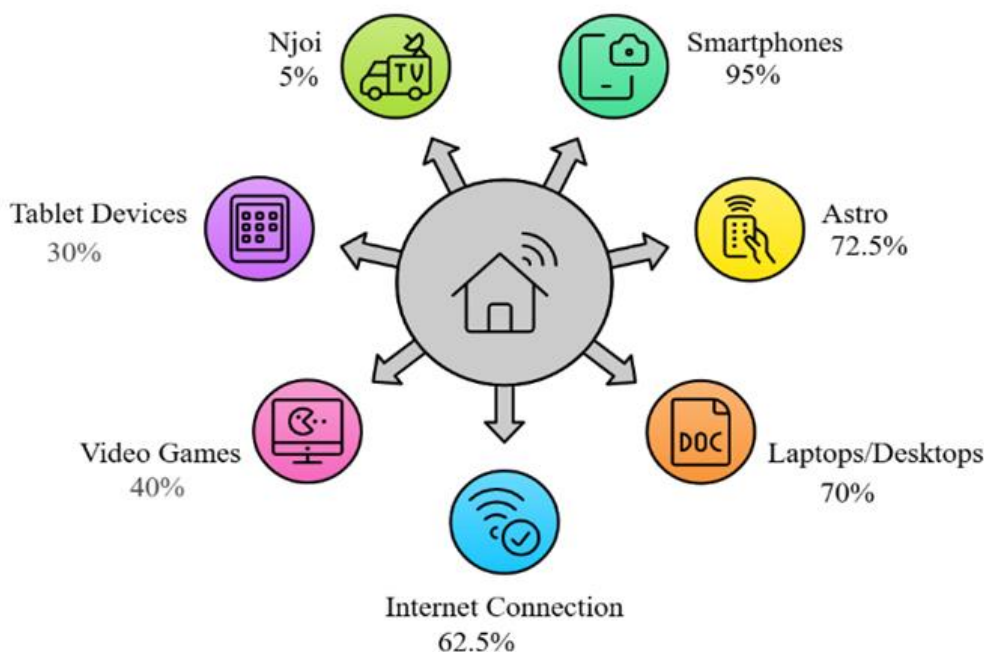 Njoi
5%
TV
Smartphones
95%
Tablet Devices
30%
Astro
72.5%
Video Games
40%
DOC
Laptops/Desktops
70%
Internet Connection
62.5%